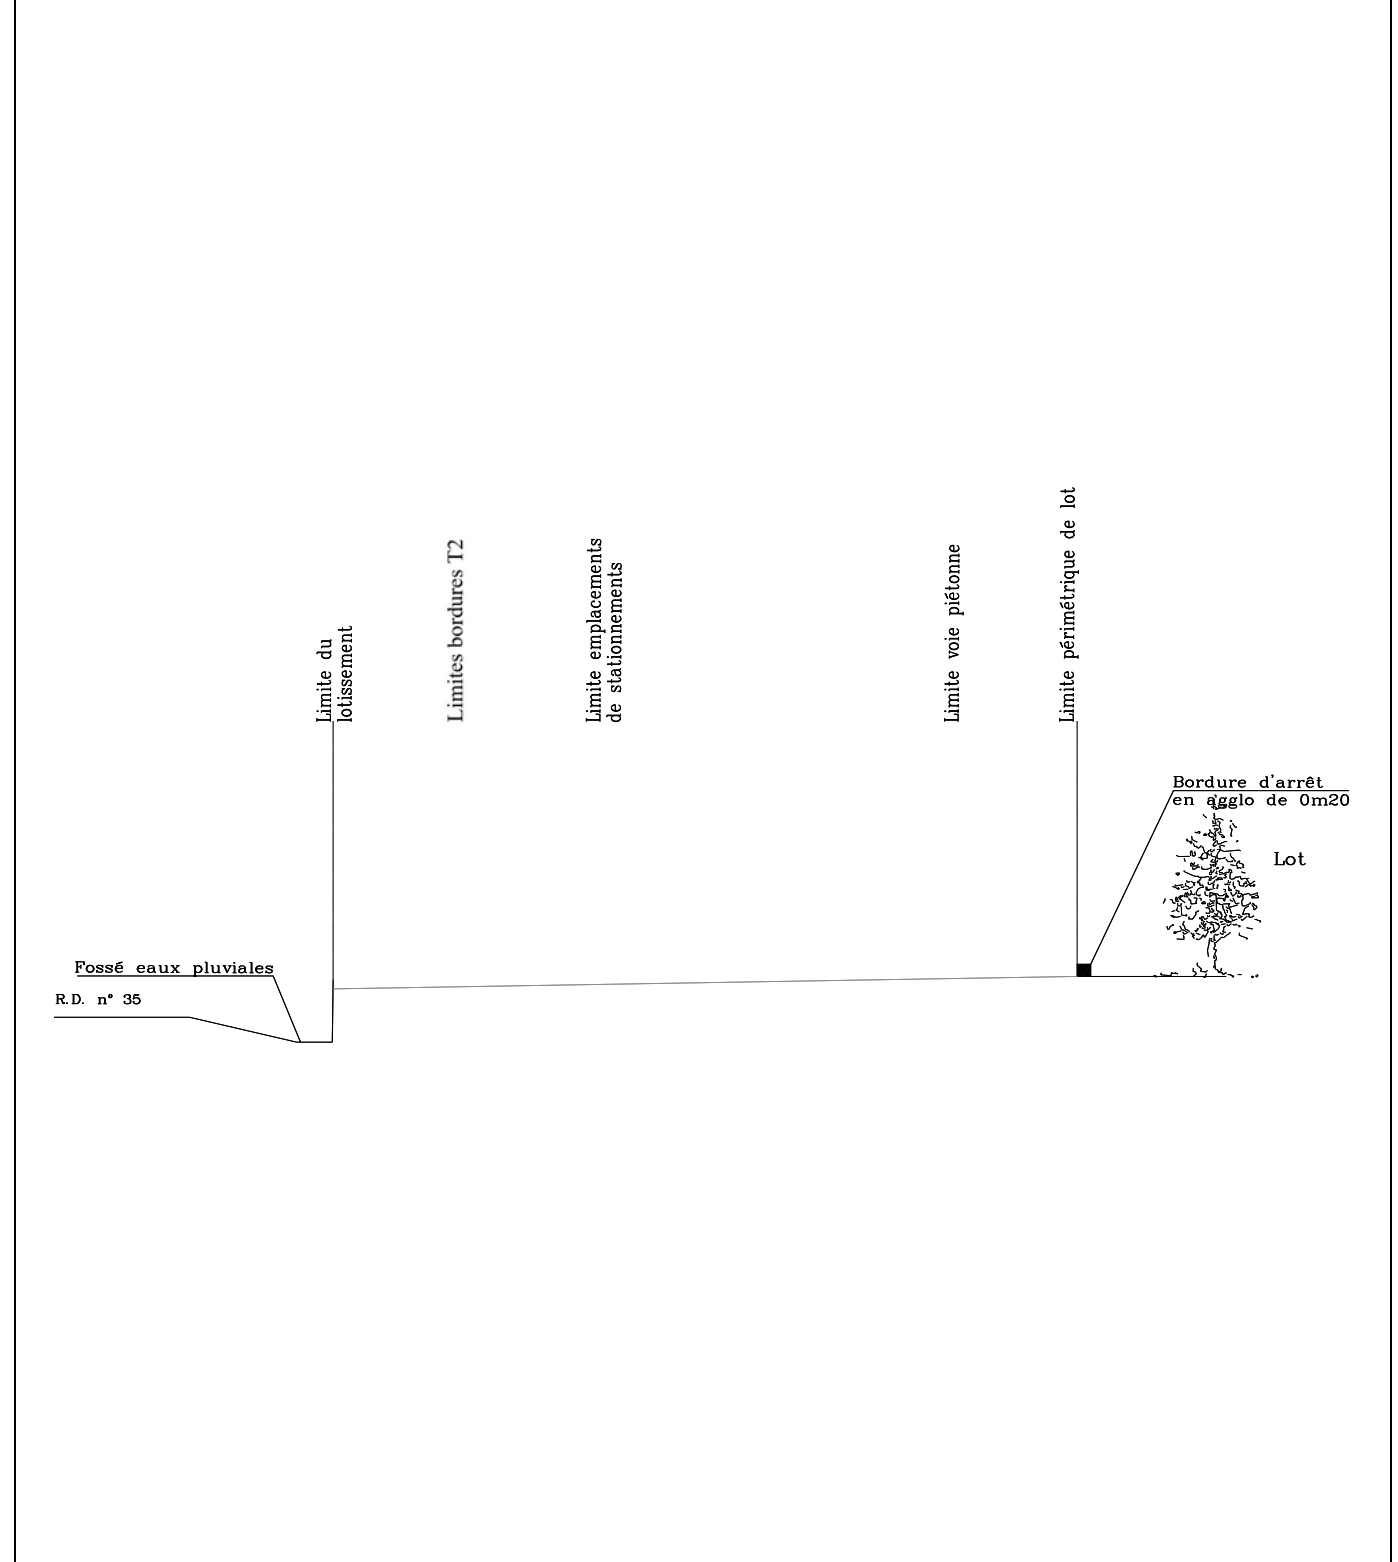 Limite du
lotissement
Limites bordures T2
Limite emplacements
de stationnements
Limite voie piétonne
Limite périmétrique de lot
Bordure d'arrêt
en agglo de 0m20
Lot
Fossé eaux pluviales
R.D. n° 35